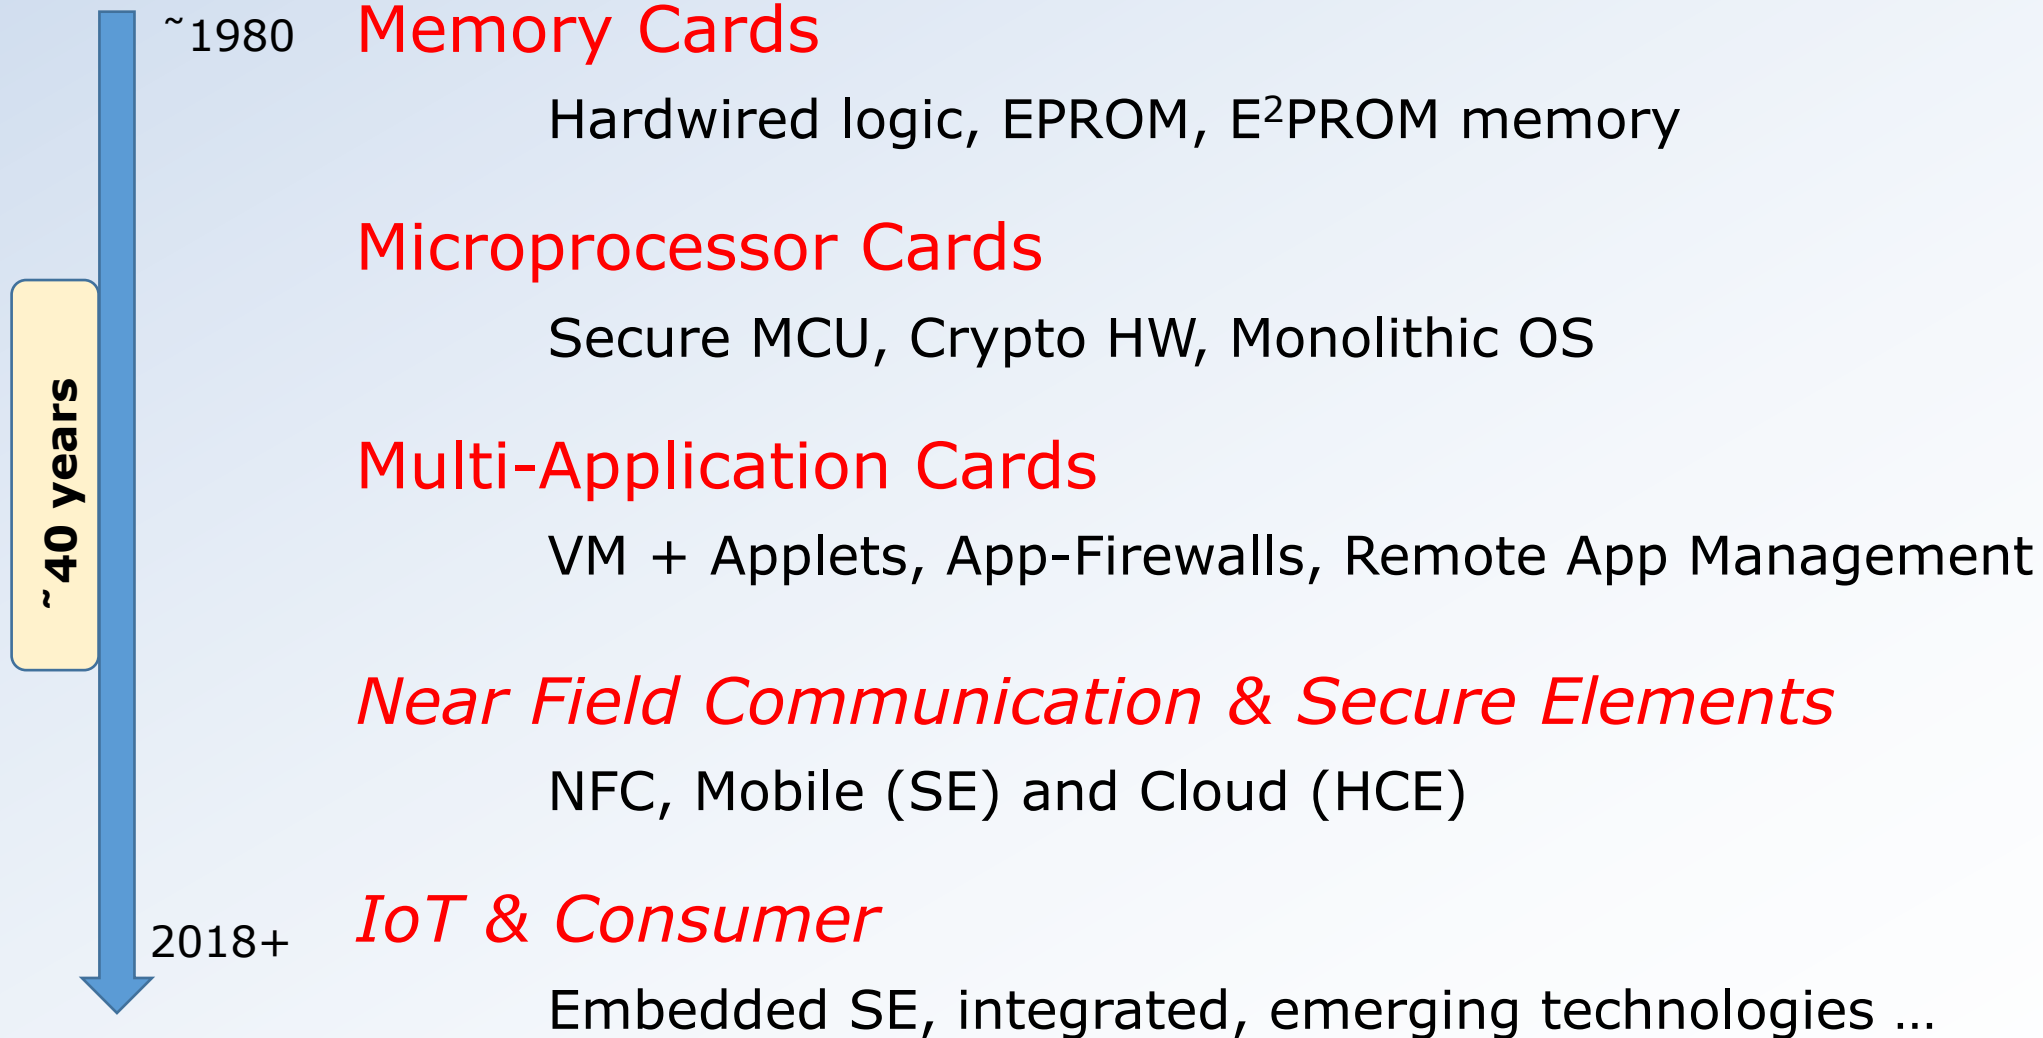 ~1980
Memory Cards
Hardwired logic, EPROM, E²PROM memory
Microprocessor Cards
Secure MCU, Crypto HW, Monolithic OS
~40 years
Multi-Application Cards
VM + Applets, App-Firewalls, Remote App Management
Near Field Communication & Secure Elements
NFC, Mobile (SE) and Cloud (HCE)
2018+
IoT & Consumer
Embedded SE, integrated, emerging technologies …